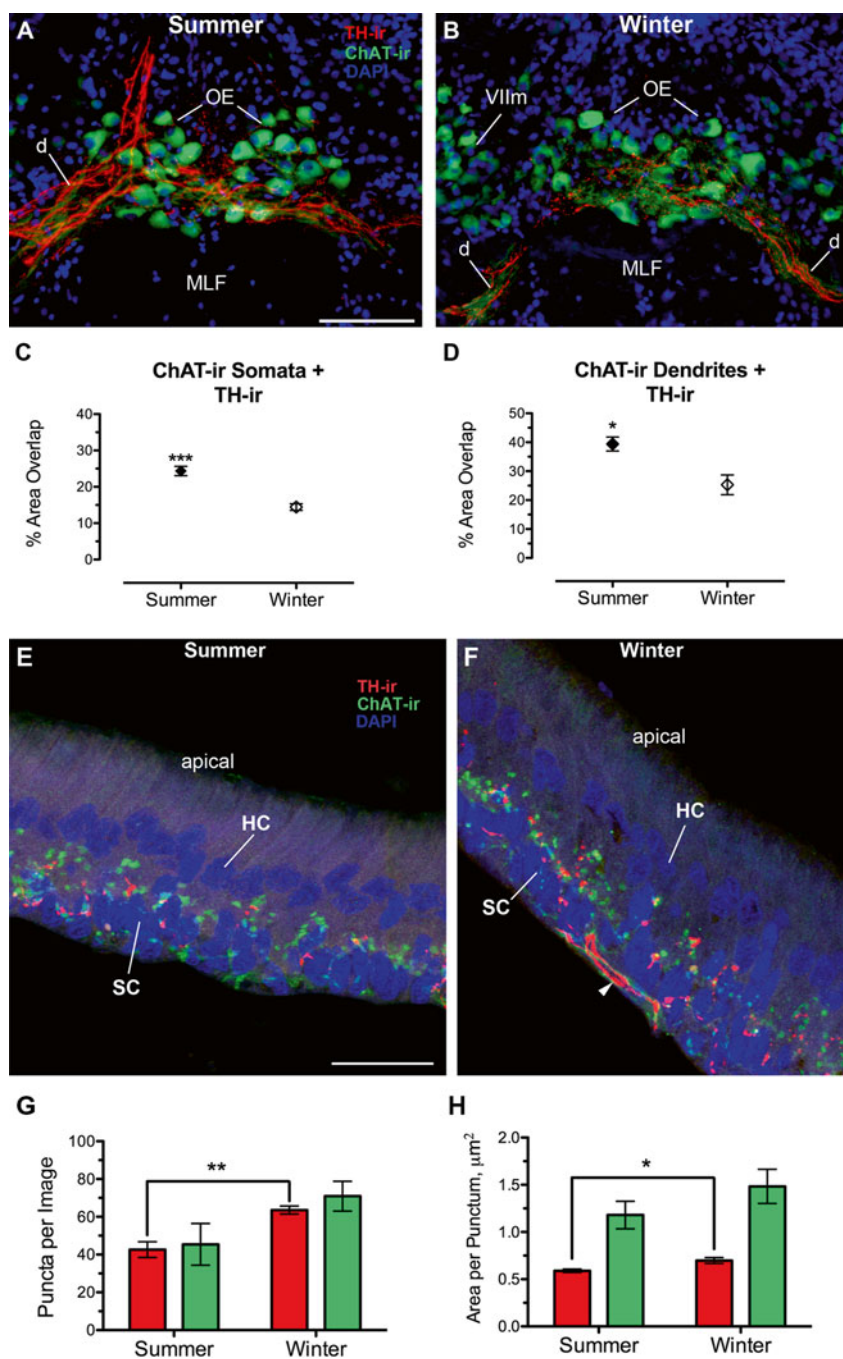 A
Summer
TH-ir
ChAT-ir
DAPI
OE
d
MLF
B
Winter
VIIm
OE
d
d
MLF
C
ChAT-ir Somata +
TH-ir
% Area Overlap
40
30
20
10
0
***
Summer
Winter
D
ChAT-ir Dendrites +
TH-ir
% Area Overlap
50
40
30
20
10
0
*
Summer
Winter
E
Summer
TH-ir
ChAT-ir
DAPI
apical
HC
SC
F
Winter
apical
HC
SC
G
Puncta per Image
100
80
60
40
20
0
**
Summer
Winter
H
Area per Punctum, μm²
2.0
1.5
1.0
0.5
0.0
*
Summer
Winter